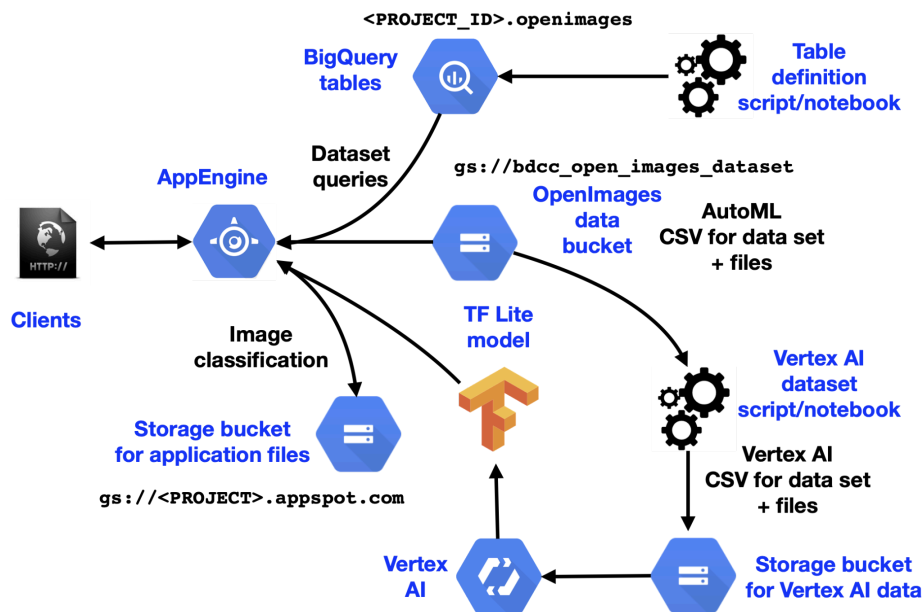 <PROJECT_ID>.openimages
BigQuery
tables
Table
definition
script/notebook
Dataset
queries
gs://bdcc_open_images_dataset
AppEngine
OpenImages
data
bucket
AutoML
CSV for data set
+ files
HTTP://
Clients
Image
classification
TF Lite
model
Vertex AI
dataset
script/notebook
Storage bucket
for application files
gs://<PROJECT>.appspot.com
Vertex AI
CSV for data set
+ files
Vertex
AI
Storage bucket
for Vertex AI data